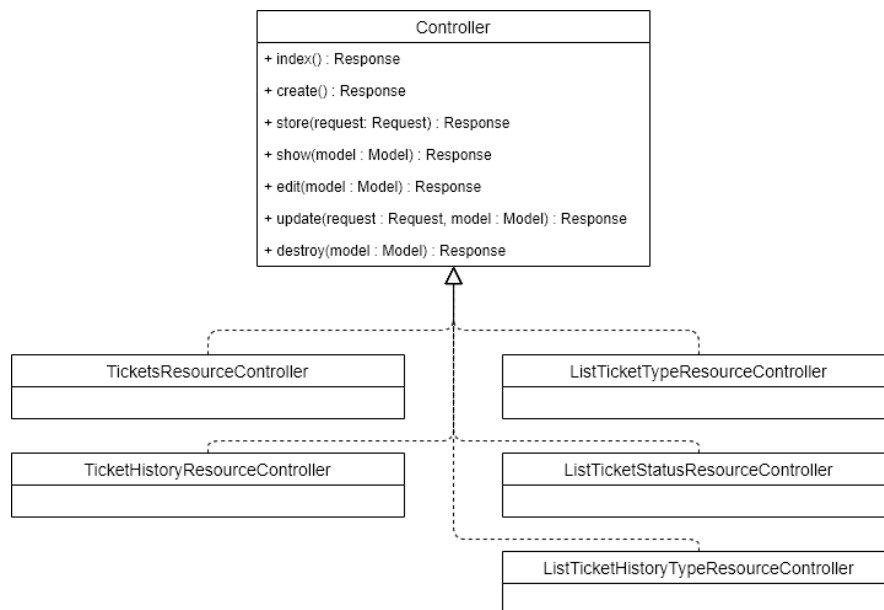 Controller
+ index() : Response
+ create() : Response
+ store(request: Request) : Response
+ show(model : Model) : Response
+ edit(model : Model) : Response
+ update(request : Request, model : Model) : Response
+ destroy(model : Model) : Response
TicketsResourceController
ListTicketTypeResourceController
TicketHistoryResourceController
ListTicketStatusResourceController
ListTicketHistoryTypeResourceController